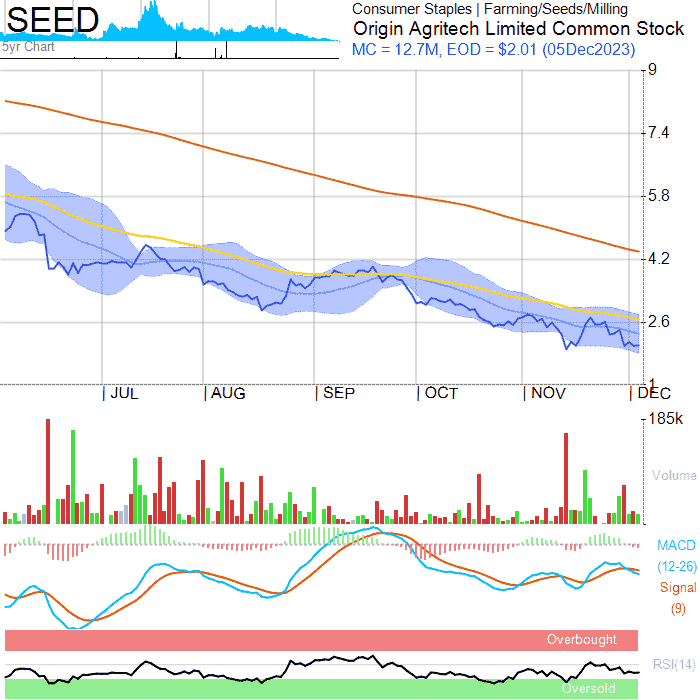 SEED
5yr Chart
Consumer Staples | Farming/Seeds/Milling
Origin Agritech Limited Common Stock
MC = 12.7M, EOD = $2.01 (05Dec2023)
9
7.4
5.8
4.2
2.6
1
| JUL | AUG | SEP | OCT | NOV | DEC
185k
Volume
MACD
(12-26)
Signal
(9)
Overbought
RSI(14)
Oversold